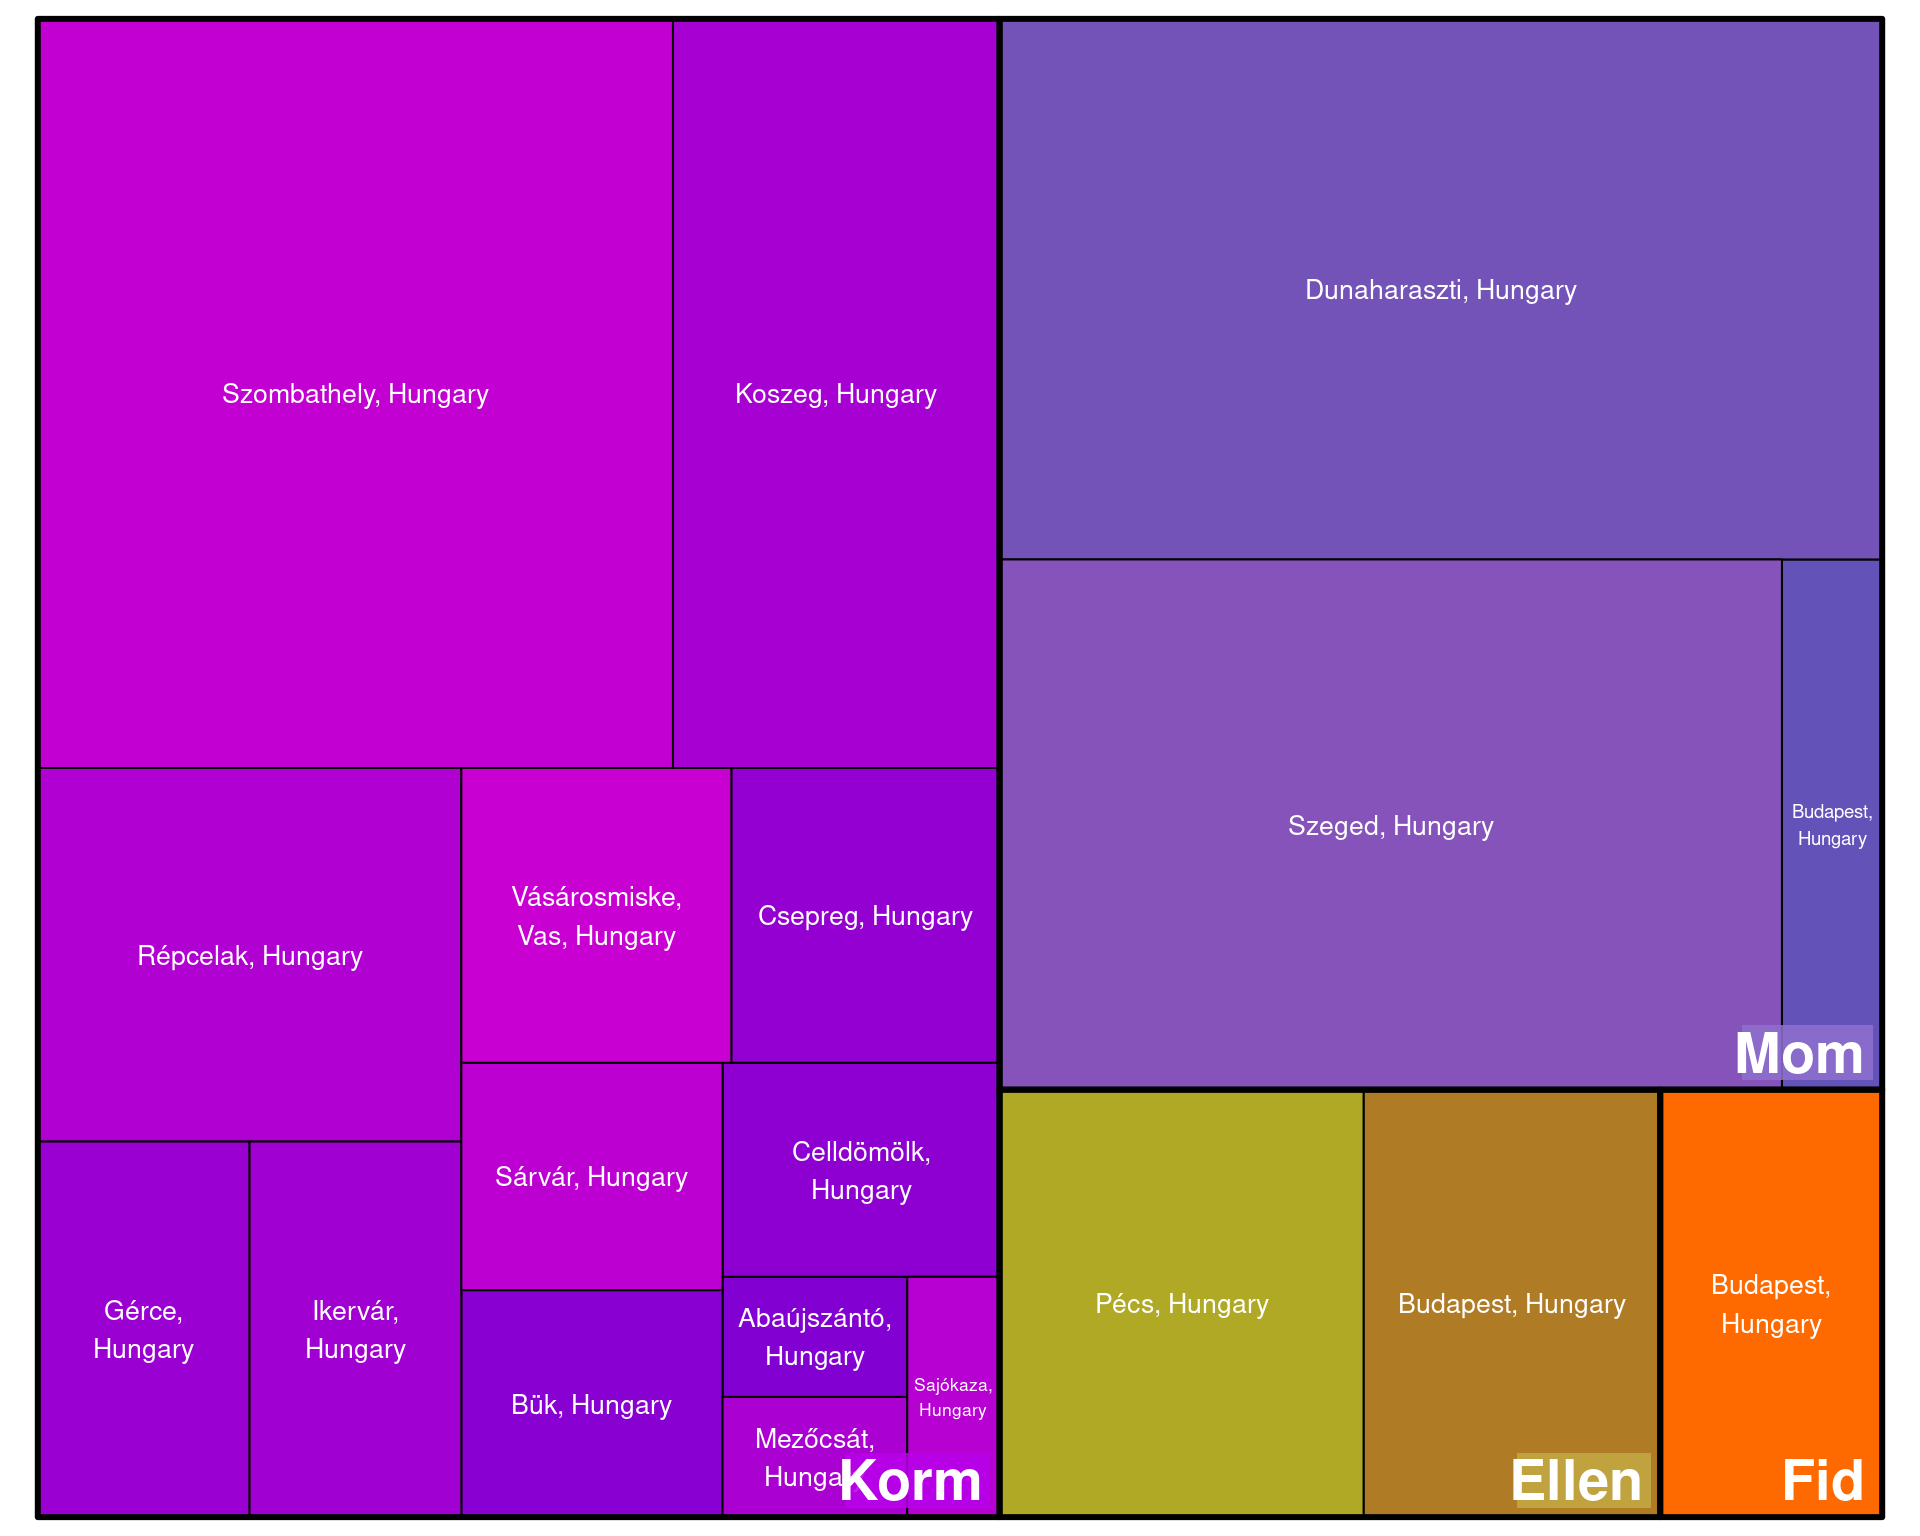 Szombathely, Hungary
Koszeg, Hungary
Dunaharaszti, Hungary
Szeged, Hungary
Budapest,
Hungary
Mom
Répcelak, Hungary
Vásárosmiske,
Vas, Hungary
Csepreg, Hungary
Sárvár, Hungary
Celldömölk,
Hungary
Gérce,
Hungary
Ikervár,
Hungary
Bük, Hungary
Abaújszántó,
Hungary
Mezőcsát,
Hunga
Sajókaza,
Hungary
Korm
Pécs, Hungary
Budapest, Hungary
Ellen
Budapest,
Hungary
Fid